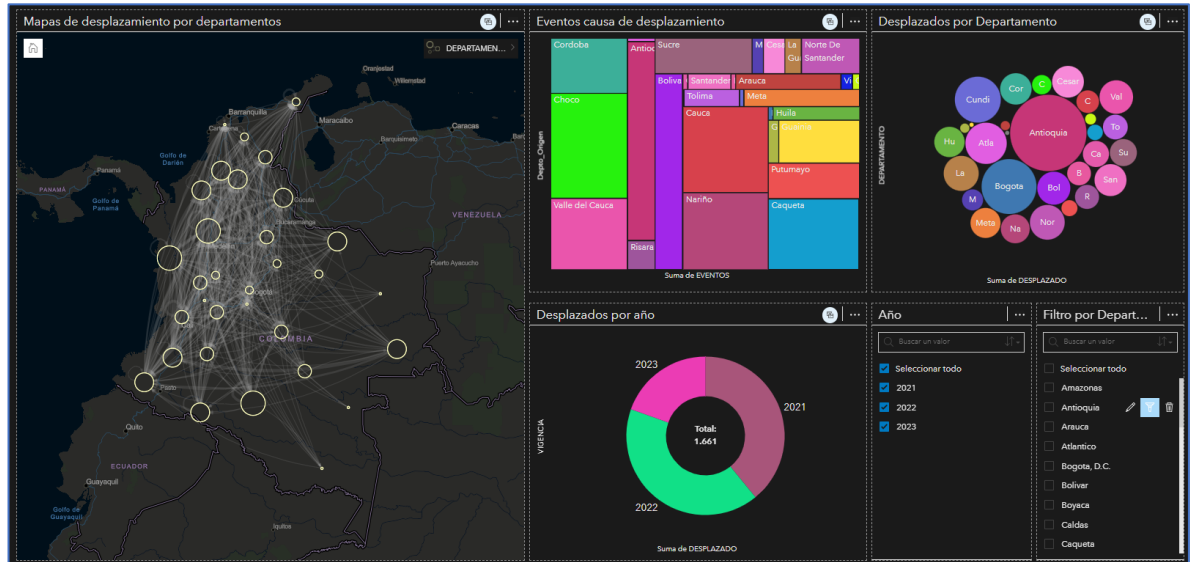 Mapas de desplazamiento por departamentos
DEPARTAMEN...
Oranjestad
Willemstad
Barranquilla
Maracaibo
Cartagena
Caracas
Barquisimeto
Golfo de
Darién
PANAMÁ
Panamá
Golfo de
Panamá
Cúcuta
Bucaramanga
VENEZUELA
Puerto Ayacucho
Bogotá
COLOMBIA
Pasto
Quito
ECUADOR
Guayaquil
Golfo de
Guayaquil
Iquitos
Eventos causa de desplazamiento
Depto_Origen
Cordoba
Antioc
Sucre
M
Cesa
La
Gu
Norte De
Santander
Choco
Boliva
Santander
Arauca
Vi
Tolima
Meta
Cauca
Huila
G
Putumayo
Valle del Cauca
Nariño
Caqueta
Risara
Suma de EVENTOS
Desplazados por Departamento
DEPARTAMENTO
Cundi
Cor
C
Cesar
C
Val
Antioquia
To
Hu
Atla
Ca
Su
La
Bogota
Bol
B
San
M
R
Meta
Na
Nor
Suma de DESPLAZADO
Desplazados por año
VIGENCIA
2023
2021
Total:
1.661
2022
Suma de DESPLAZADO
Año
Buscar un valor
Seleccionar todo
2021
2022
2023
Filtro por Depart...
Buscar un valor
Seleccionar todo
Amazonas
Antioquia
Arauca
Atlantico
Bogota, D.C.
Bolivar
Boyaca
Caldas
Caqueta